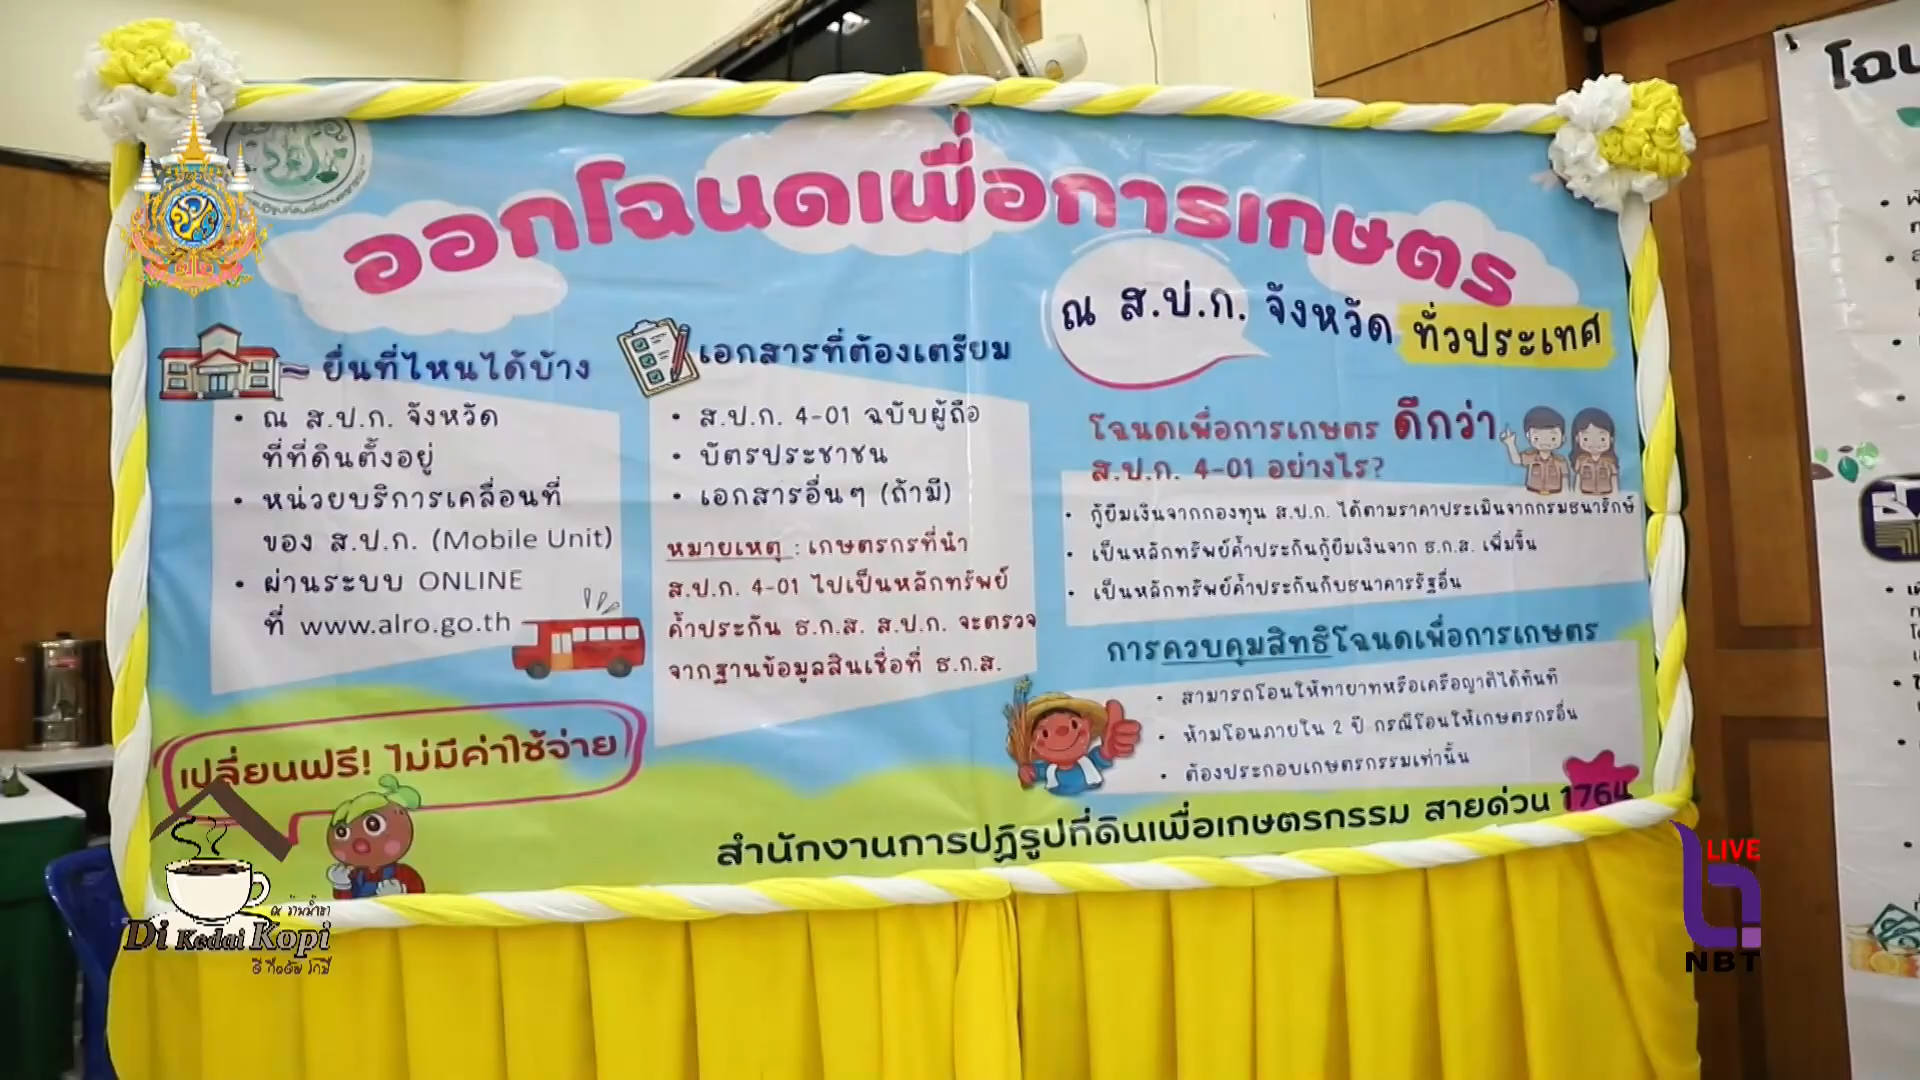 ออกโฉนดเพื่อการเกษตร
ณ ส.ป.ก. จังหวัด ทั่วประเทศ
ยื่นที่ไหนได้บ้าง
• ณ ส.ป.ก. จังหวัด
ที่ที่ดินตั้งอยู่
• หน่วยบริการเคลื่อนที่
ของ ส.ป.ก. (Mobile Unit)
• ผ่านระบบ ONLINE
ที่ www.alro.go.th
เปลี่ยนฟรี! ไม่มีค่าใช้จ่าย
เอกสารที่ต้องเตรียม
• ส.ป.ก. 4-01 ฉบับผู้ถือ
• บัตรประชาชน
• เอกสารอื่นๆ (ถ้ามี)
หมายเหตุ : เกษตรกรที่นำ
ส.ป.ก. 4-01 ไปเป็นหลักทรัพย์
ค้ำประกัน ธ.ก.ส. ส.ป.ก. จะตรวจ
จากฐานข้อมูลสินเชื่อที่ ธ.ก.ส.
โฉนดเพื่อการเกษตร ดีกว่า
ส.ป.ก. 4-01 อย่างไร?
• กู้ยืมเงินจากกองทุน ส.ป.ก. ได้ตามราคาประเมินจากกรมธนารักษ์
• เป็นหลักทรัพย์ค้ำประกันกู้ยืมเงินจาก ธ.ก.ส. เพิ่มขึ้น
• เป็นหลักทรัพย์ค้ำประกันกับธนาคารรัฐอื่น
การควบคุมสิทธิโฉนดเพื่อการเกษตร
• สามารถโอนให้ทายาทหรือเครือญาติได้ทันที
• ห้ามโอนภายใน 2 ปี กรณีโอนให้เกษตรกรอื่น
• ต้องประกอบเกษตรกรรมเท่านั้น
สำนักงานการปฏิรูปที่ดินเพื่อเกษตรกรรม สายด่วน 1764
ณ ร้านน้ำชา
Di Kedai Kopi
ดี กือดัย โกปี
LIVE
NBT